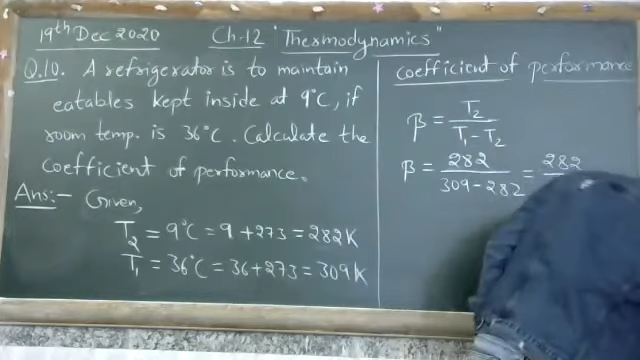 19th Dec 2020
Ch-12 "Thermodynamics"
Q.10. A refrigerator is to maintain
eatables kept inside at 9°C, if
room temp. is 36°C. Calculate the
coefficient of performance.
Ans:- Given,
T₂ = 9°C = 9 + 273 = 282K
T₁ = 36°C = 36 + 273 = 309K
coefficient of performance
β = T₂ / T₁ - T₂
β = 282 / 309 - 282 = 282